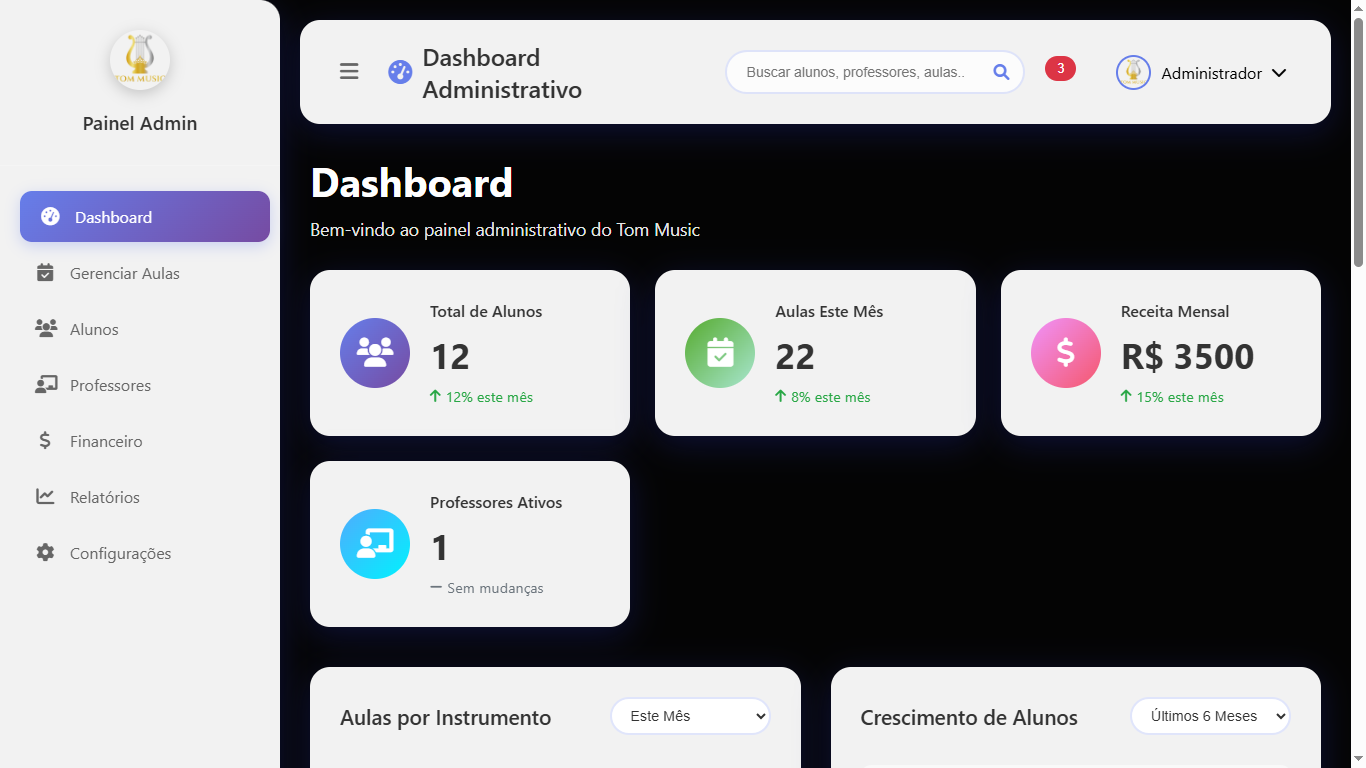 TOM MUSIC
Painel Admin
Dashboard
Gerenciar Aulas
Alunos
Professores
Financeiro
Relatórios
Configurações
Dashboard
Administrativo
Buscar alunos, professores, aulas..
3
Administrador
Dashboard
Bem-vindo ao painel administrativo do Tom Music
Total de Alunos
12
12% este mês
Aulas Este Mês
22
8% este mês
Receita Mensal
R$ 3500
15% este mês
Professores Ativos
1
Sem mudanças
Aulas por Instrumento
Este Mês
Crescimento de Alunos
Últimos 6 Meses